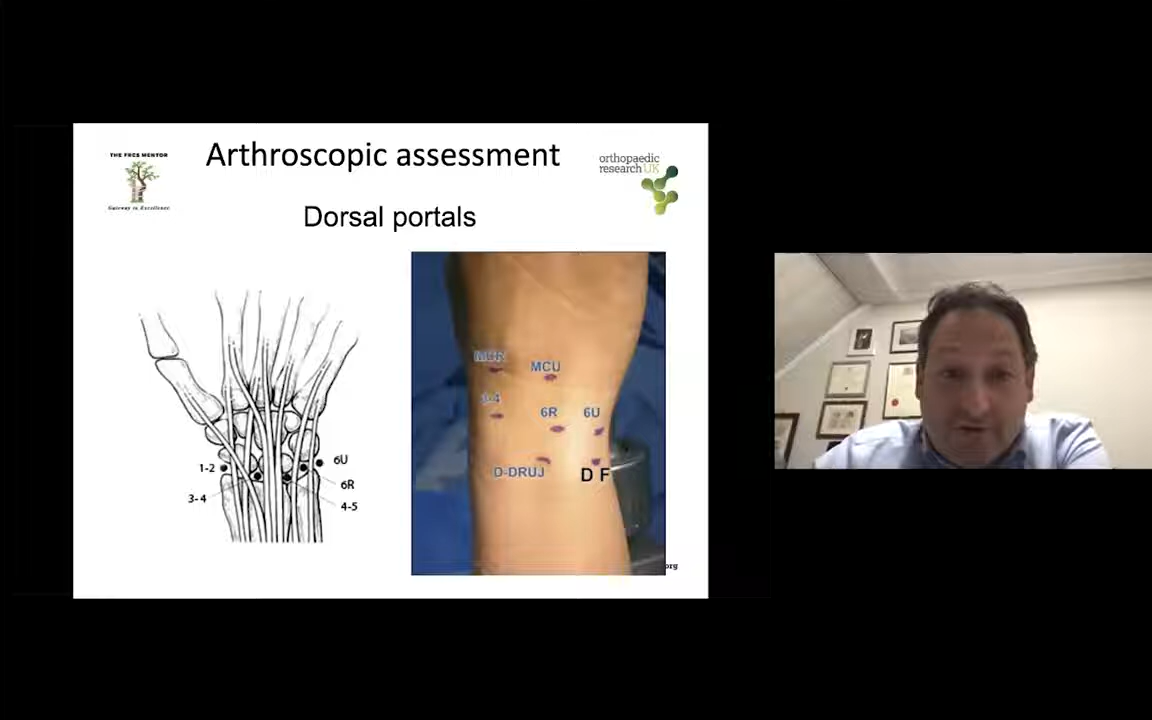 THE FRCS MENTOR
Gateway to Excellence
Arthroscopic assessment
orthopaedic
research UK
Dorsal portals
1-2
3-4
6U
6R
4-5
MCR
MCU
3-4
6R
6U
D-DRUJ
D F
org